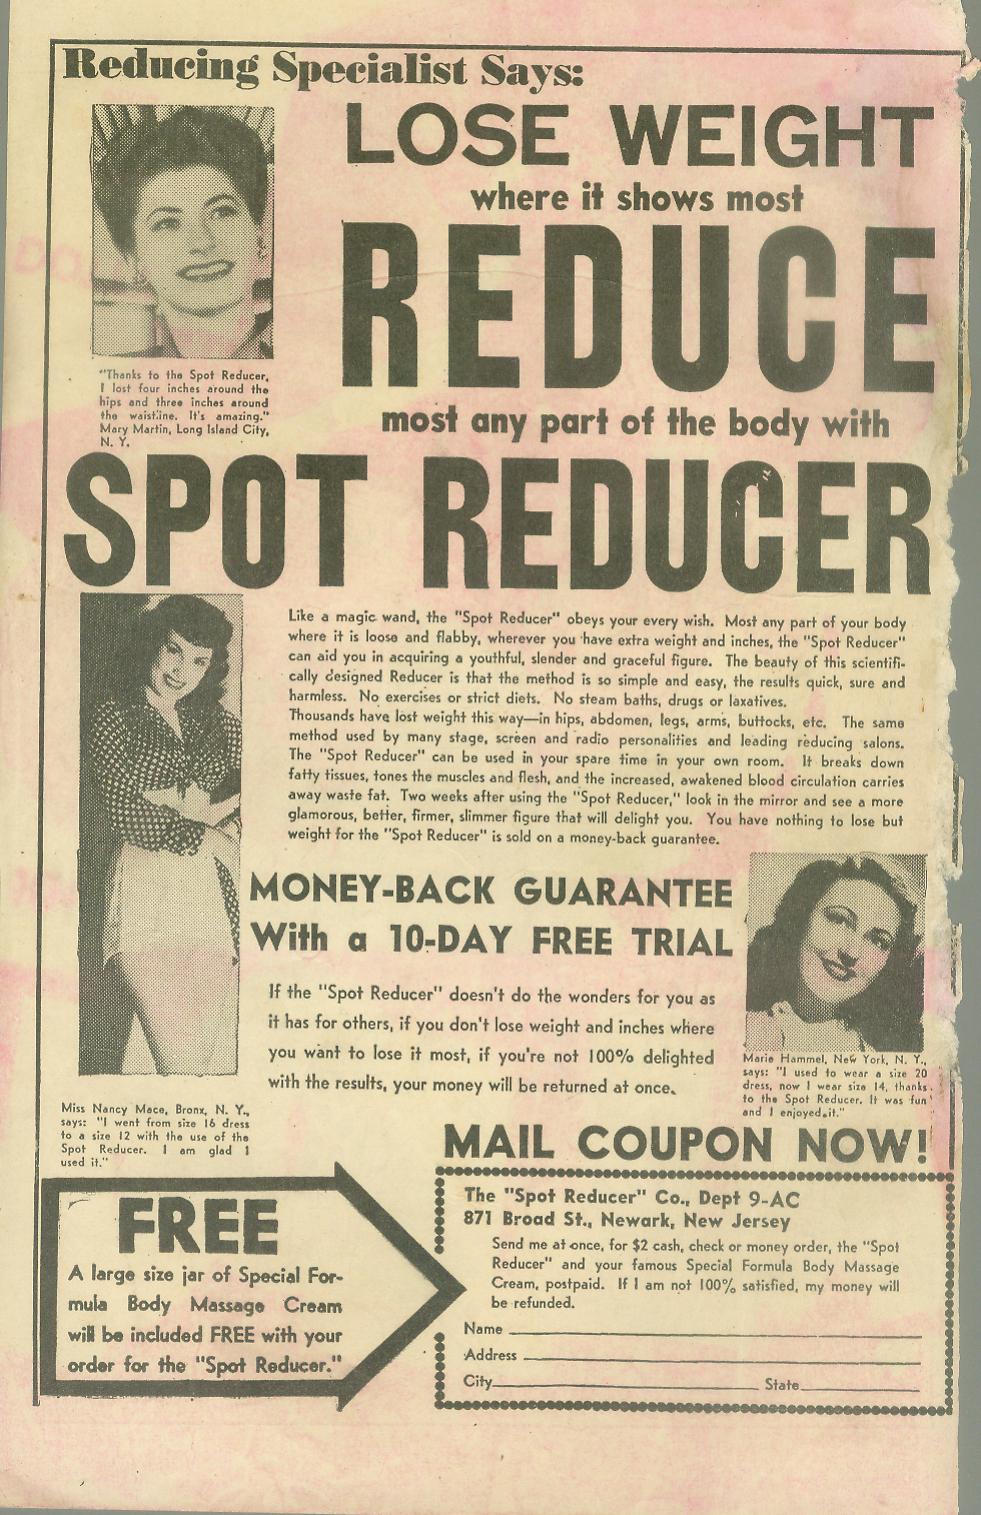 Reducing Specialist Says:
LOSE WEIGHT
where it shows most
REDUCE
most any part of the body with
SPOT REDUCER
"Thanks to the Spot Reducer,
I lost four inches around the
hips and three inches around
the waistline. It's amazing."
Mary Martin, Long Island City,
N. Y.
Like a magic wand, the "Spot Reducer" obeys your every wish. Most any part of your body
where it is loose and flabby, wherever you have extra weight and inches, the "Spot Reducer"
can aid you in acquiring a youthful, slender and graceful figure. The beauty of this scientifi-
cally designed Reducer is that the method is so simple and easy, the results quick, sure and
harmless. No exercises or strict diets. No steam baths, drugs or laxatives.
Thousands have lost weight this way—in hips, abdomen, legs, arms, buttocks, etc. The same
method used by many stage, screen and radio personalities and leading reducing salons.
The "Spot Reducer" can be used in your spare time in your own room. It breaks down
fatty tissues, tones the muscles and flesh, and the increased, awakened blood circulation carries
away waste fat. Two weeks after using the "Spot Reducer," look in the mirror and see a more
glamorous, better, firmer, slimmer figure that will delight you. You have nothing to lose but
weight for the "Spot Reducer" is sold on a money-back guarantee.
MONEY-BACK GUARANTEE
With a 10-DAY FREE TRIAL
If the "Spot Reducer" doesn't do the wonders for you as
it has for others, if you don't lose weight and inches where
you want to lose it most, if you're not 100% delighted
with the results, your money will be returned at once.
Marie Hammel, New York, N. Y.,
says: "I used to wear a size 20
dress, now I wear size 14, thanks
to the Spot Reducer. It was fun
and I enjoyed it."
Miss Nancy Mace, Bronx, N. Y.,
says: "I went from size 16 dress
to a size 12 with the use of the
Spot Reducer. I am glad I
used it."
MAIL COUPON NOW!
FREE
A large size jar of Special For-
mula Body Massage Cream
will be included FREE with your
order for the "Spot Reducer."
The "Spot Reducer" Co., Dept 9-AC
871 Broad St., Newark, New Jersey
Send me at once, for $2 cash, check or money order, the "Spot
Reducer" and your famous Special Formula Body Massage
Cream, postpaid. If I am not 100% satisfied, my money will
be refunded.
Name
Address
City State